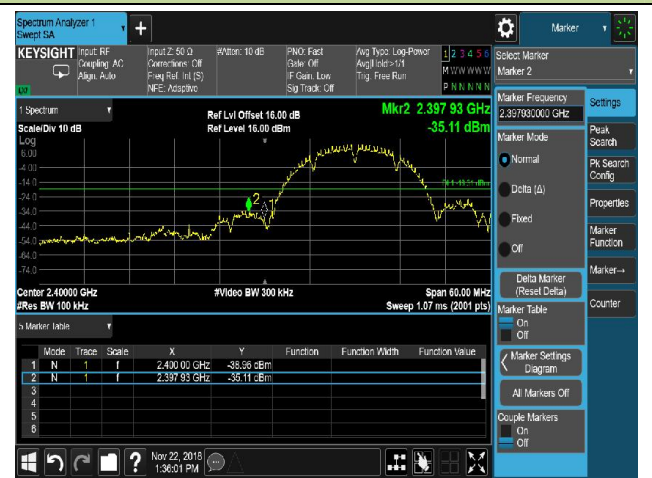 Spectrum Analyzer 1
Swept SA
+
Marker
KEYSIGHT
Input: RF
Coupling: AC
Align: Auto
Input Z: 50 Ω
Corrections: Off
Freq Ref: Int (S)
NFE: Adaptive
#Atten: 10 dB
PNO: Fast
Gate: Off
IF Gain: Low
Sig Track: Off
Avg Type: Log-Power
Avg|Hold:>1/1
Trig: Free Run
1 2 3 4 5 6
M W W W W W
P N N N N N
Select Marker
Marker 2
1 Spectrum
Scale/Div 10 dB
Log
Ref Lvl Offset 16.00 dB
Ref Level 16.00 dBm
Mkr2 2.397 93 GHz
-35.11 dBm
6.00
-4.00
-14.0
-24.0
-34.0
-44.0
-54.0
-64.0
-74.0
2
1
Center 2.40000 GHz
#Res BW 100 kHz
#Video BW 300 kHz
Span 60.00 MHz
Sweep 1.07 ms (2001 pts)
Marker Frequency
2.397930000 GHz
Marker Mode
Normal
Delta (Δ)
Fixed
Off
Delta Marker
(Reset Delta)
Marker Table
On
Off
Marker Settings
Diagram
All Markers Off
Couple Markers
On
Off
Settings
Peak
Search
Pk Search
Config
Properties
Marker
Function
Marker→
Counter
5 Marker Table
Mode Trace Scale X Y Function Function Width Function Value
1 N 1 f 2.400 00 GHz -38.96 dBm
2 N 1 f 2.397 93 GHz -35.11 dBm
3
4
5
6
?
Nov 22, 2018
1:36:01 PM